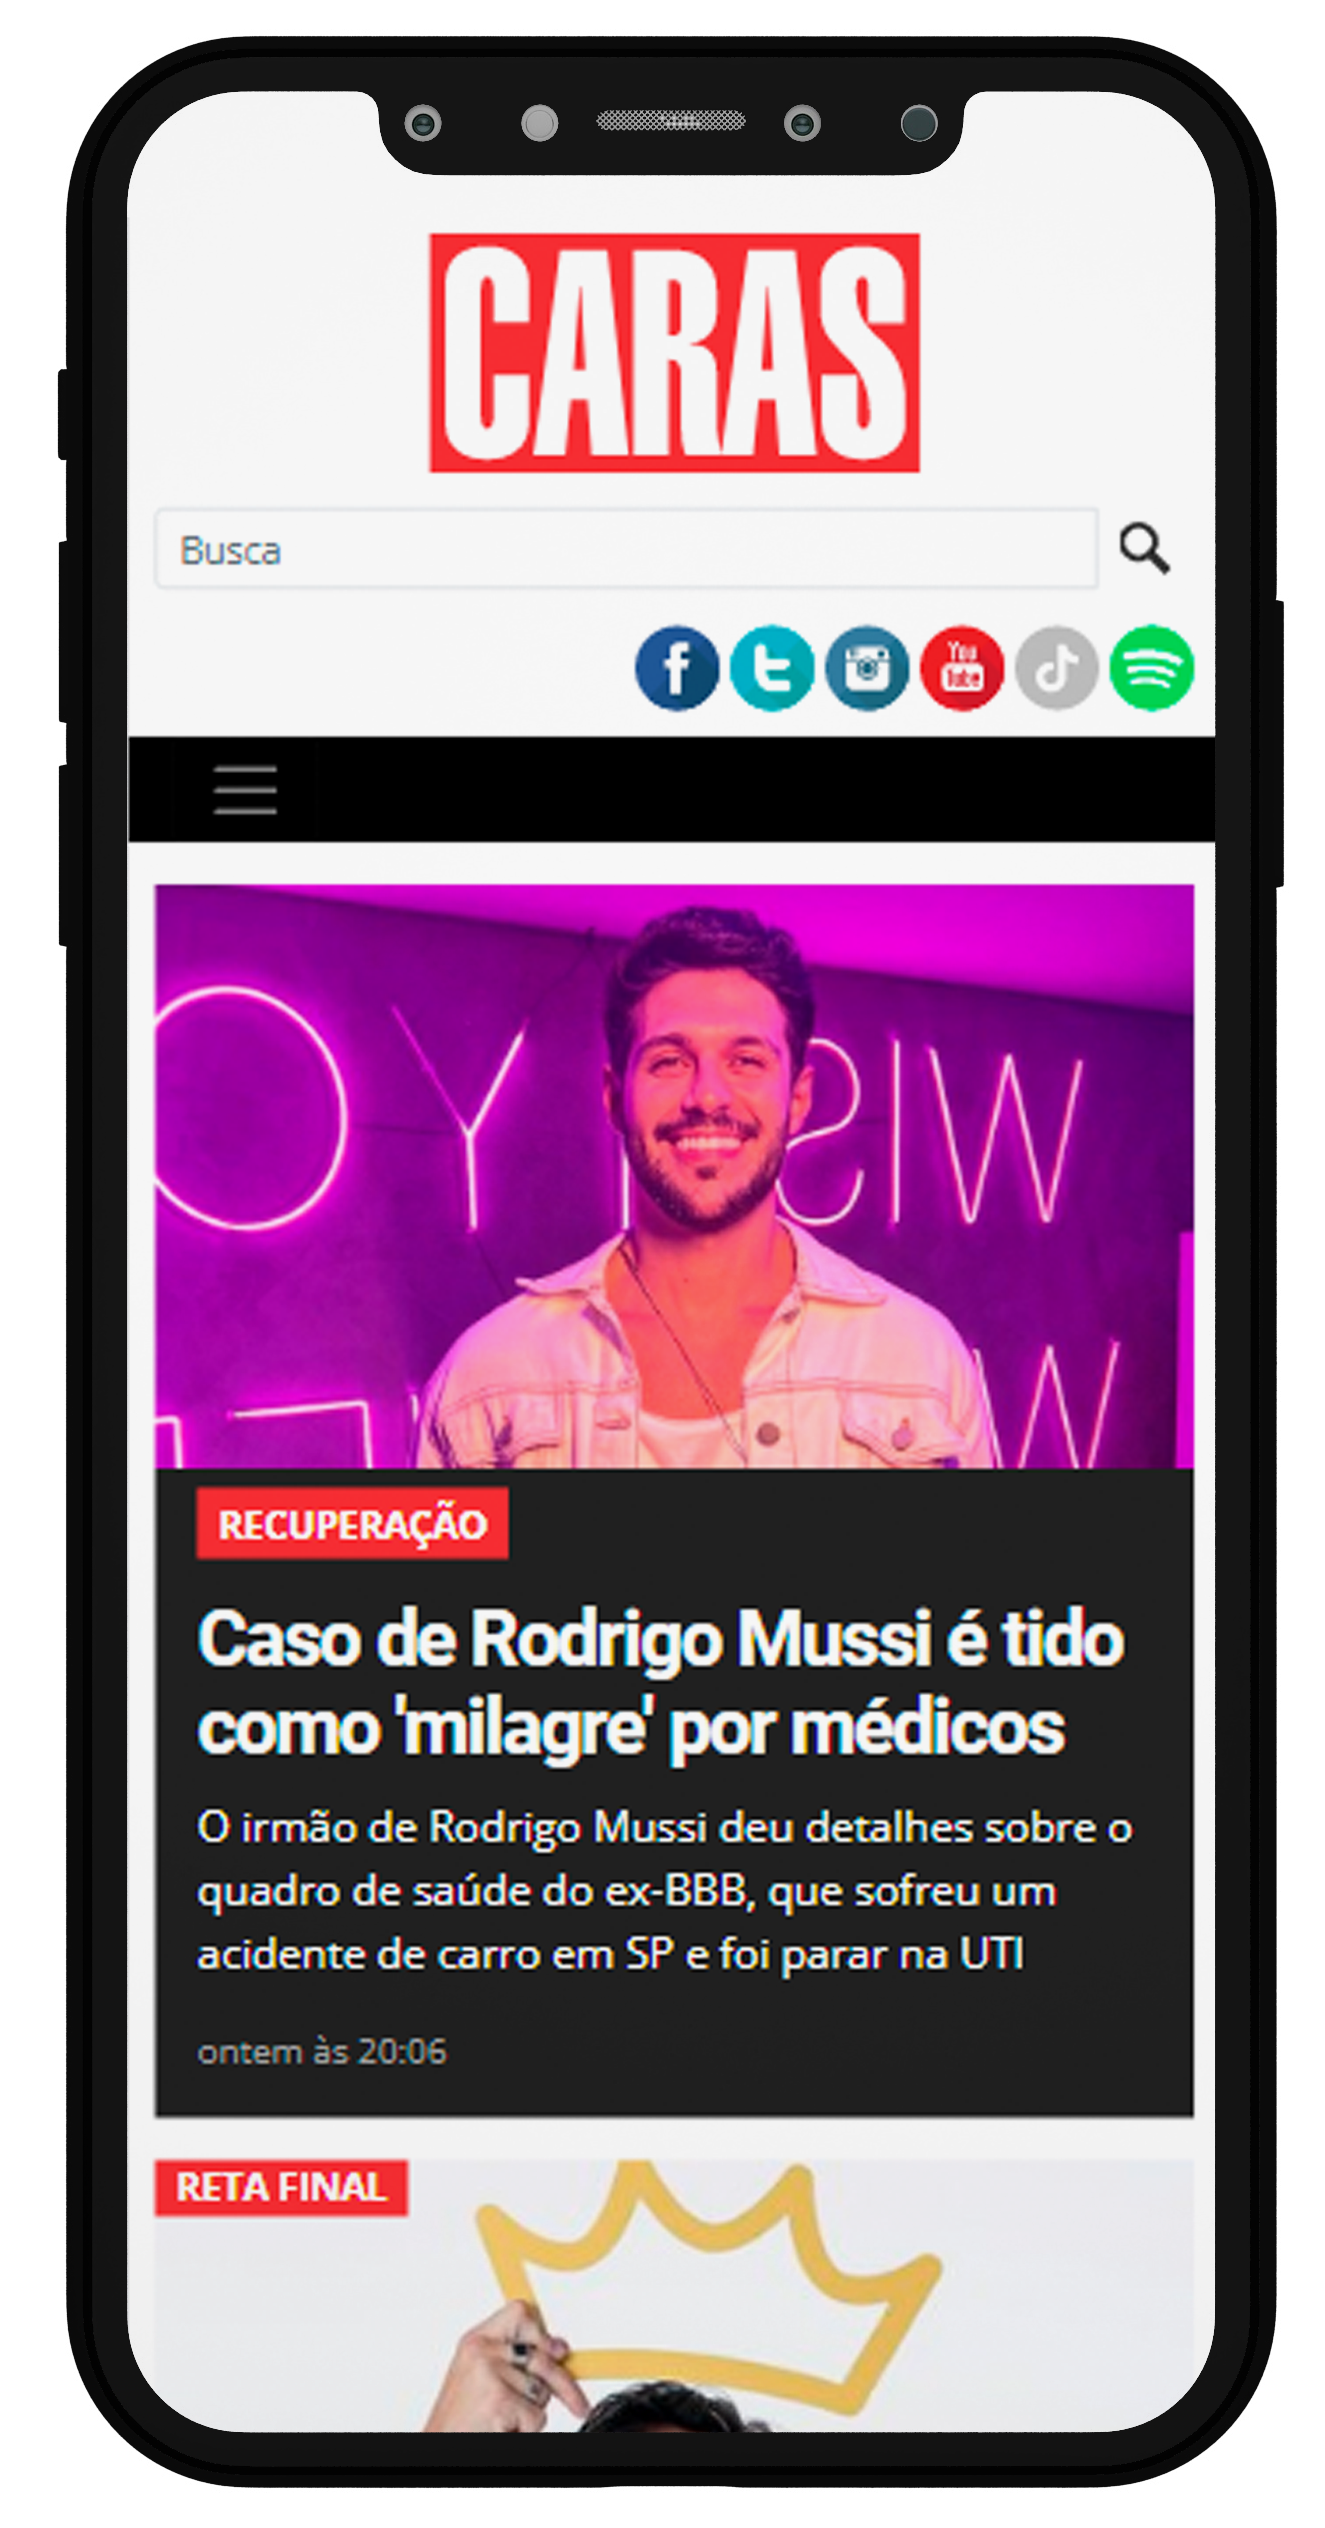 CARAS
Busca
f
t
You
Tube
RECUPERAÇÃO
Caso de Rodrigo Mussi é tido
como 'milagre' por médicos
O irmão de Rodrigo Mussi deu detalhes sobre o
quadro de saúde do ex-BBB, que sofreu um
acidente de carro em SP e foi parar na UTI
ontem às 20:06
RETA FINAL